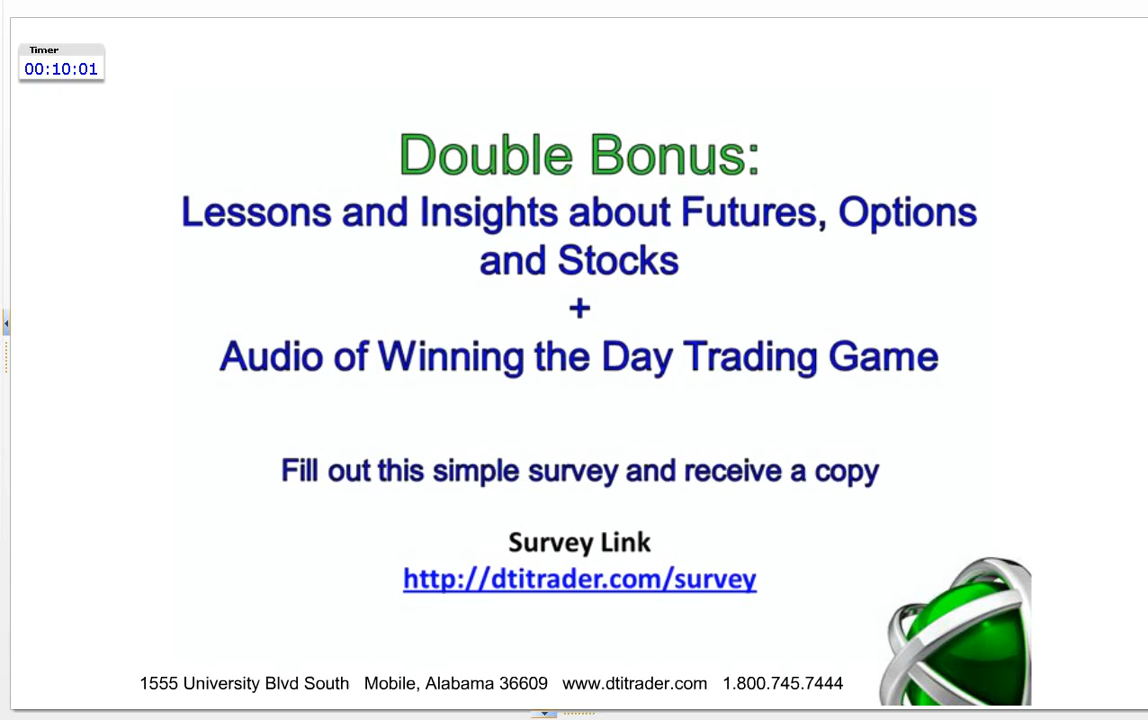 Timer
00:10:01
Double Bonus:
Lessons and Insights about Futures, Options
and Stocks
+
Audio of Winning the Day Trading Game
Fill out this simple survey and receive a copy
Survey Link
http://dtitrader.com/survey
1555 University Blvd South Mobile, Alabama 36609 www.dtitrader.com 1.800.745.7444